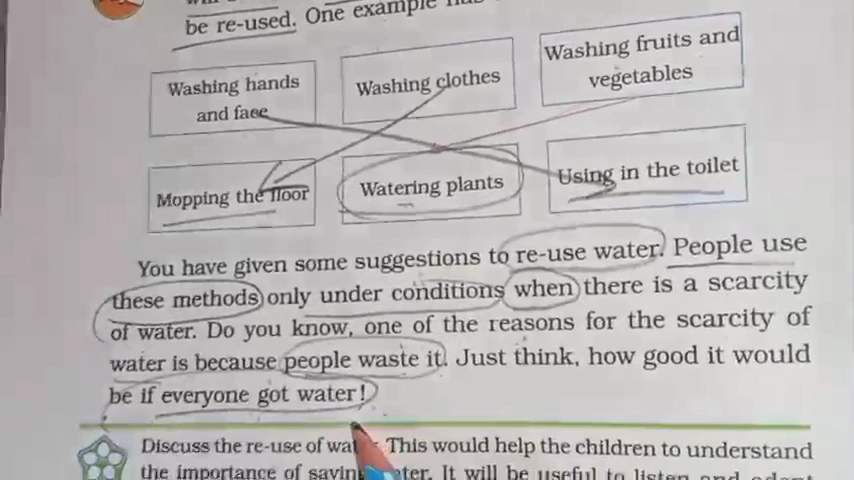 be re-used. One example
Washing hands
and face
Washing clothes
Washing fruits and
vegetables
Mopping the floor
Watering plants
Using in the toilet
You have given some suggestions to re-use water. People use
these methods only under conditions when there is a scarcity
of water. Do you know, one of the reasons for the scarcity of
water is because people waste it. Just think, how good it would
be if everyone got water!
Discuss the re-use of This would help the children to understand
the importance of It will be useful to listen and